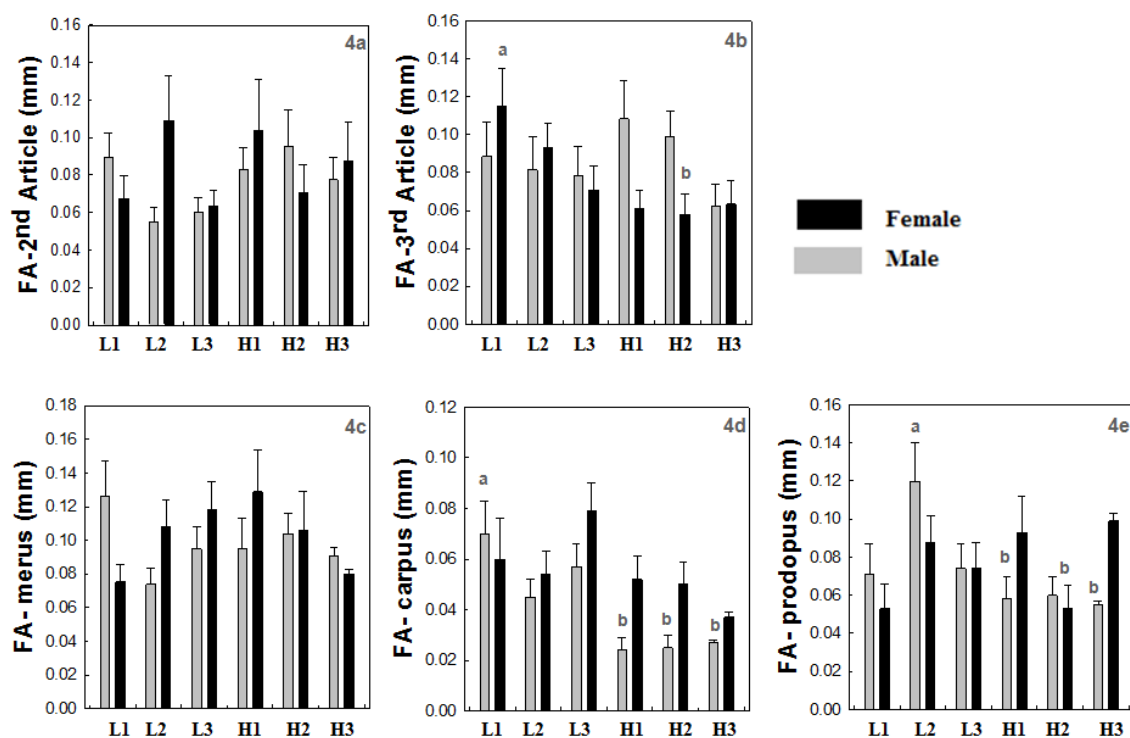 4a
FA-2nd Article (mm)
0.16
0.14
0.12
0.10
0.08
0.06
0.04
0.02
0.00
L1 L2 L3 H1 H2 H3
4b
FA-3rd Article (mm)
0.16
0.14
0.12
0.10
0.08
0.06
0.04
0.02
0.00
a
b
L1 L2 L3 H1 H2 H3
Female
Male
4c
FA- merus (mm)
0.18
0.16
0.14
0.12
0.10
0.08
0.06
0.04
0.02
0.00
L1 L2 L3 H1 H2 H3
4d
FA- carpus (mm)
0.12
0.10
0.08
0.06
0.04
0.02
0.00
a
b b b
L1 L2 L3 H1 H2 H3
4e
FA- prodopus (mm)
0.16
0.14
0.12
0.10
0.08
0.06
0.04
0.02
0.00
a
b b b
L1 L2 L3 H1 H2 H3